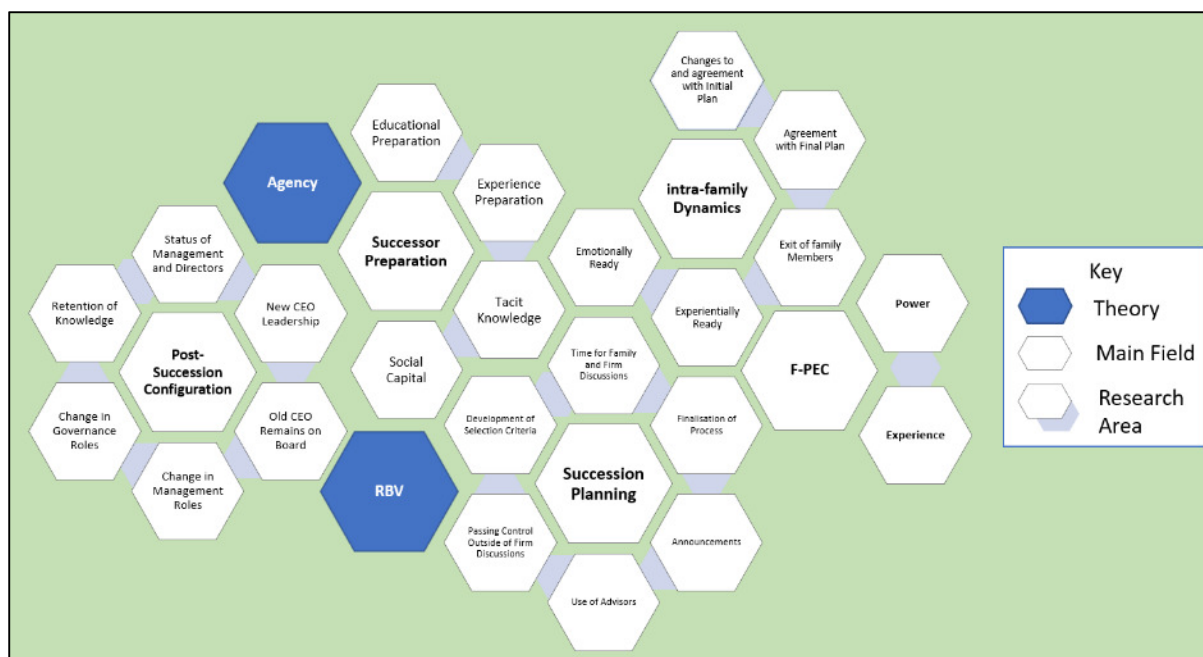 Changes to
and agreement
with Initial
Plan
Educational
Preparation
Agreement
with Final Plan
Agency
Experience
Preparation
intra-family
Dynamics
Status of
Management
and Directors
Successor
Preparation
Emotionally
Ready
Exit of family
Members
Key
Theory
Main Field
Research
Area
Retention of
Knowledge
New CEO
Leadership
Tacit
Knowledge
Experientially
Ready
Power
Post-
Succession
Configuration
Social
Capital
Time for Family
and Firm
Discussions
F-PEC
Change in
Governance
Roles
Old CEO
Remains on
Board
Development of
Selection Criteria
Finalisation of
Process
Experience
Change in
Management
Roles
RBV
Succession
Planning
Passing Control
Outside of Firm
Discussions
Announcements
Use of Advisors